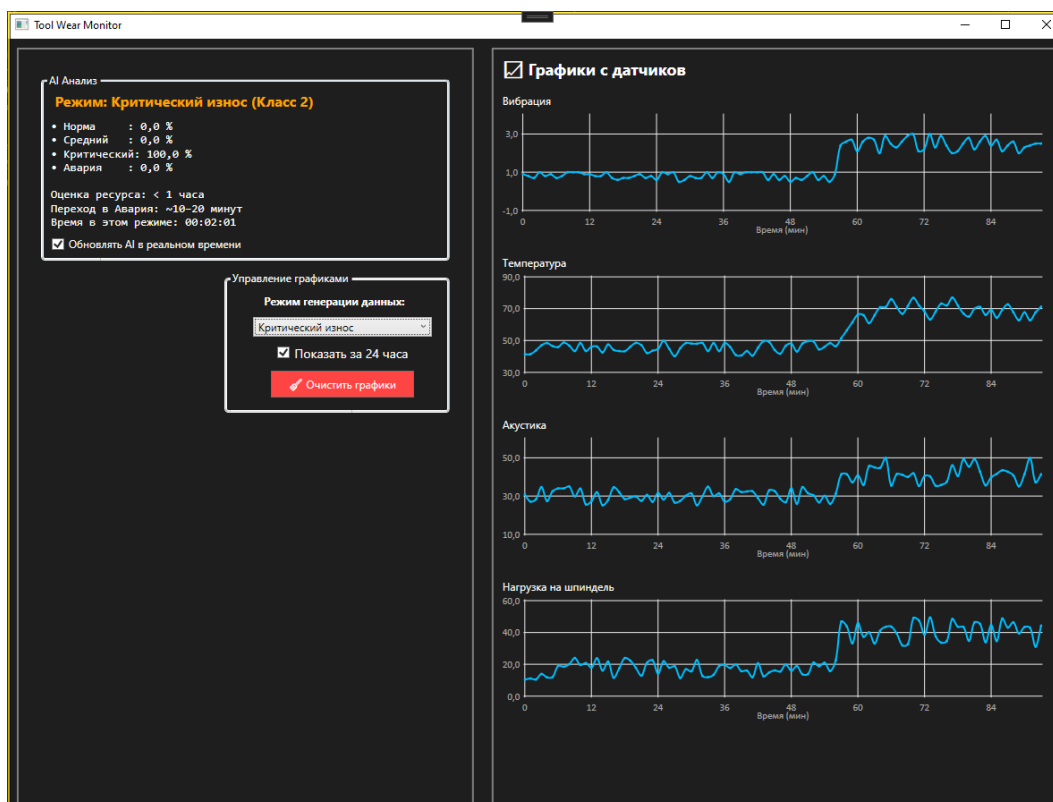 Tool Wear Monitor
AI Анализ
Режим: Критический износ (Класс 2)
• Норма     : 0,0 %
• Средний   : 0,0 %
• Критический: 100,0 %
• Авария    : 0,0 %
Оценка ресурса: < 1 часа
Переход в Авария: ~10–20 минут
Время в этом режиме: 00:02:01
Обновлять AI в реальном времени
Управление графиками
Режим генерации данных:
Критический износ
Показать за 24 часа
Очистить графики
Графики с датчиков
Вибрация
3,0
1,0
-1,0
0 12 24 36 48 60 72 84
Время (мин)
Температура
90,0
70,0
50,0
30,0
0 12 24 36 48 60 72 84
Время (мин)
Акустика
50,0
30,0
10,0
0 12 24 36 48 60 72 84
Время (мин)
Нагрузка на шпиндель
60,0
40,0
20,0
0,0
0 12 24 36 48 60 72 84
Время (мин)